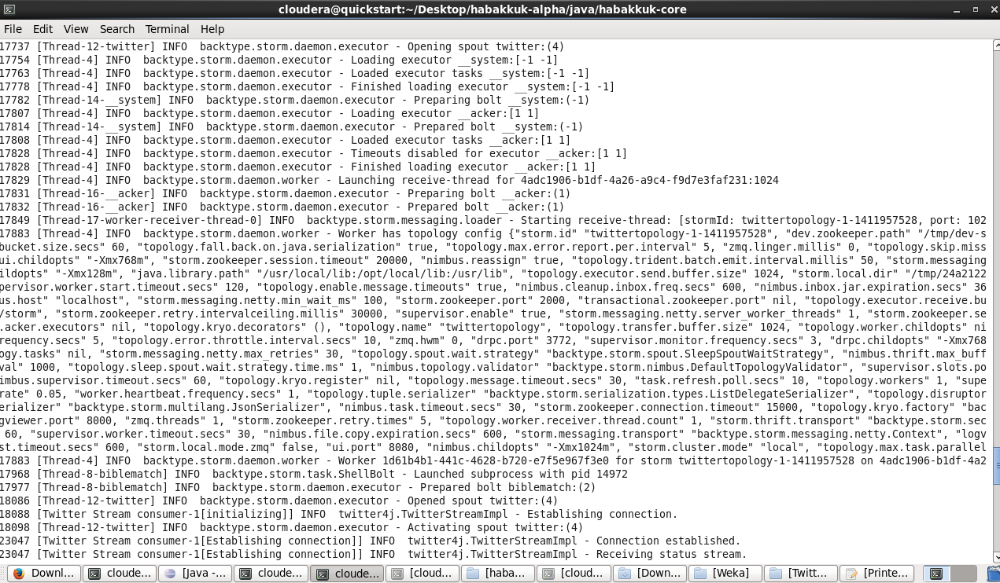 cloudera@quickstart:~/Desktop/habakkuk-alpha/java/habakkuk-core
File Edit View Search Terminal Help
17737 [Thread-12-twitter] INFO  backtype.storm.daemon.executor - Opening spout twitter:(4)
17754 [Thread-4] INFO  backtype.storm.daemon.executor - Loading executor __system:[-1 -1]
17763 [Thread-4] INFO  backtype.storm.daemon.executor - Loaded executor tasks __system:[-1 -1]
17778 [Thread-4] INFO  backtype.storm.daemon.executor - Finished loading executor __system:[-1 -1]
17782 [Thread-14-__system] INFO  backtype.storm.daemon.executor - Preparing bolt __system:(-1)
17807 [Thread-4] INFO  backtype.storm.daemon.executor - Loading executor __acker:[1 1]
17814 [Thread-14-__system] INFO  backtype.storm.daemon.executor - Prepared bolt __system:(-1)
17808 [Thread-4] INFO  backtype.storm.daemon.executor - Loaded executor tasks __acker:[1 1]
17828 [Thread-4] INFO  backtype.storm.daemon.executor - Timeouts disabled for executor __acker:[1 1]
17828 [Thread-4] INFO  backtype.storm.daemon.executor - Finished loading executor __acker:[1 1]
17829 [Thread-4] INFO  backtype.storm.daemon.worker - Launching receive-thread for 4adc1906-b1df-4a26-a9c4-f9d7e3faf231:1024
17831 [Thread-16-__acker] INFO  backtype.storm.daemon.executor - Preparing bolt __acker:(1)
17832 [Thread-16-__acker] INFO  backtype.storm.daemon.executor - Prepared bolt __acker:(1)
17849 [Thread-17-worker-receiver-thread-0] INFO  backtype.storm.messaging.loader - Starting receive-thread: [stormId: twittertopology-1-1411957528, port: 102
17883 [Thread-4] INFO  backtype.storm.daemon.worker - Worker has topology config {"storm.id" "twittertopology-1-1411957528", "dev.zookeeper.path" "/tmp/dev-s
bucket.size.secs" 60, "topology.fall.back.on.java.serialization" true, "topology.max.error.report.per.interval" 5, "zmq.linger.millis" 0, "topology.skip.miss
ui.childopts" "-Xmx768m", "storm.zookeeper.session.timeout" 20000, "nimbus.reassign" true, "topology.trident.batch.emit.interval.millis" 50, "storm.messaging
ildopts" "-Xmx128m", "java.library.path" "/usr/local/lib:/opt/local/lib:/usr/lib", "topology.executor.send.buffer.size" 1024, "storm.local.dir" "/tmp/24a2122
pervisor.worker.start.timeout.secs" 120, "topology.enable.message.timeouts" true, "nimbus.cleanup.inbox.freq.secs" 600, "nimbus.inbox.jar.expiration.secs" 36
us.host" "localhost", "storm.messaging.netty.min_wait_ms" 100, "storm.zookeeper.port" 2000, "transactional.zookeeper.port" nil, "topology.executor.receive.bu
/storm", "storm.zookeeper.retry.intervalceiling.millis" 30000, "supervisor.enable" true, "storm.messaging.netty.server_worker_threads" 1, "storm.zookeeper.se
.acker.executors" nil, "topology.kryo.decorators" (), "topology.name" "twittertopology", "topology.transfer.buffer.size" 1024, "topology.worker.childopts" ni
requency.secs" 5, "topology.error.throttle.interval.secs" 10, "zmq.hwm" 0, "drpc.port" 3772, "supervisor.monitor.frequency.secs" 3, "drpc.childopts" "-Xmx768
ogy.tasks" nil, "storm.messaging.netty.max_retries" 30, "topology.spout.wait.strategy" "backtype.storm.spout.SleepSpoutWaitStrategy", "nimbus.thrift.max_buff
val" 1000, "topology.sleep.spout.wait.strategy.time.ms" 1, "nimbus.topology.validator" "backtype.storm.nimbus.DefaultTopologyValidator", "supervisor.slots.po
imbus.supervisor.timeout.secs" 60, "topology.kryo.register" nil, "topology.message.timeout.secs" 30, "task.refresh.poll.secs" 10, "topology.workers" 1, "supe
rate" 0.05, "worker.heartbeat.frequency.secs" 1, "topology.tuple.serializer" "backtype.storm.serialization.types.ListDelegateSerializer", "topology.disruptor
erializer" "backtype.storm.multilang.JsonSerializer", "nimbus.task.timeout.secs" 30, "storm.zookeeper.connection.timeout" 15000, "topology.kryo.factory" "bac
gviewer.port" 8000, "zmq.threads" 1, "storm.zookeeper.retry.times" 5, "topology.worker.receiver.thread.count" 1, "storm.thrift.transport" "backtype.storm.sec
 60, "supervisor.worker.timeout.secs" 30, "nimbus.file.copy.expiration.secs" 600, "storm.messaging.transport" "backtype.storm.messaging.netty.Context", "logv
st.timeout.secs" 600, "storm.local.mode.zmq" false, "ui.port" 8080, "nimbus.childopts" "-Xmx1024m", "storm.cluster.mode" "local", "topology.max.task.parallel
17883 [Thread-4] INFO  backtype.storm.daemon.worker - Worker 1d61b4b1-441c-4628-b720-e7f5e967f3e0 for storm twittertopology-1-1411957528 on 4adc1906-b1df-4a2
17968 [Thread-8-biblematch] INFO  backtype.storm.task.ShellBolt - Launched subprocess with pid 14972
17977 [Thread-8-biblematch] INFO  backtype.storm.daemon.executor - Prepared bolt biblematch:(2)
18086 [Thread-12-twitter] INFO  backtype.storm.daemon.executor - Opened spout twitter:(4)
18088 [Twitter Stream consumer-1[initializing]] INFO  twitter4j.TwitterStreamImpl - Establishing connection.
18098 [Thread-12-twitter] INFO  backtype.storm.daemon.executor - Activating spout twitter:(4)
23047 [Twitter Stream consumer-1[Establishing connection]] INFO  twitter4j.TwitterStreamImpl - Connection established.
23047 [Twitter Stream consumer-1[Establishing connection]] INFO  twitter4j.TwitterStreamImpl - Receiving status stream.
Downl... cloude... [Java -... cloude... cloude... [cloud... [haba... [cloud... [Down... [Weka] [Twitt... [Printe...